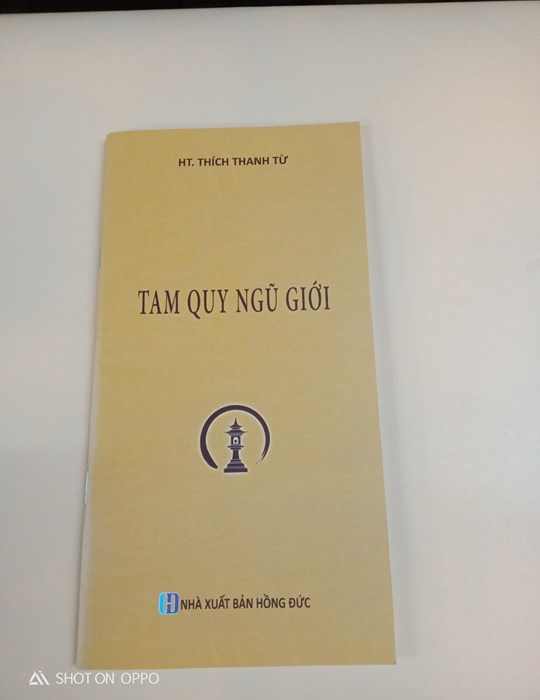 HT. THÍCH THANH TỪ
TAM QUY NGŨ GIỚI
NHÀ XUẤT BẢN HỒNG ĐỨC
SHOT ON OPPO